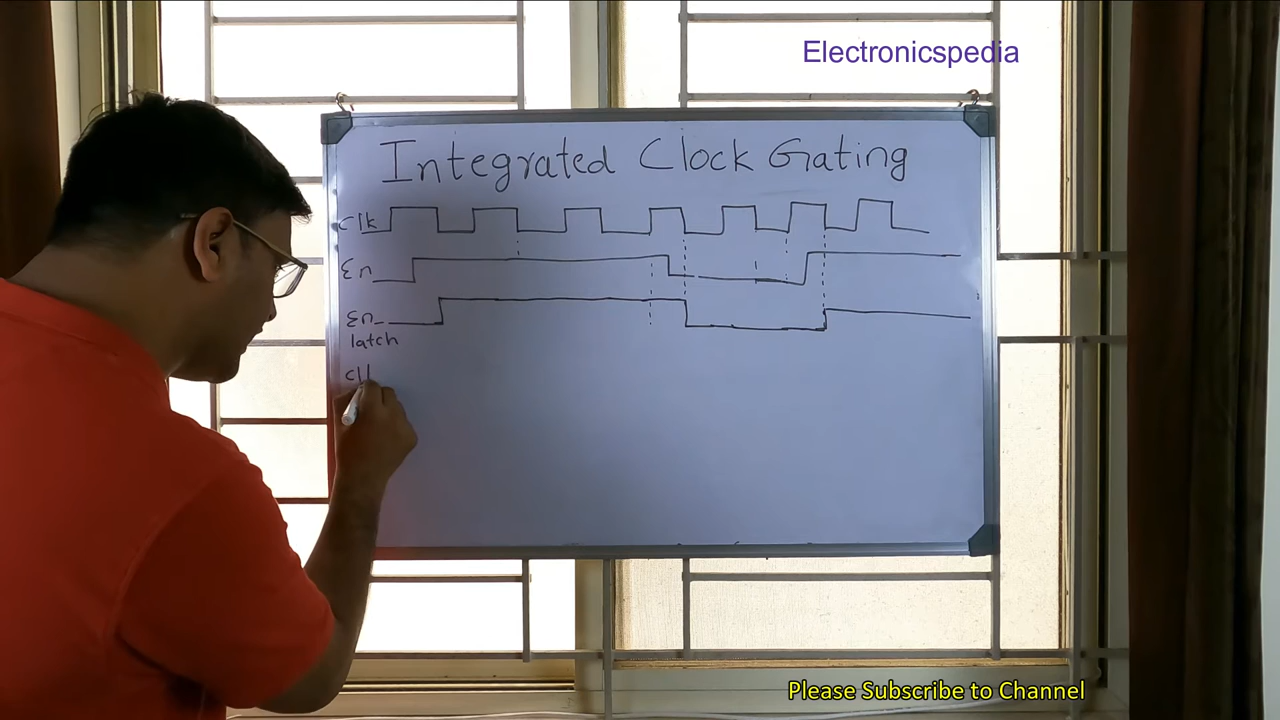 Electronicspedia
Integrated Clock Gating
Clk
En
En_
latch
Please Subscribe to Channel